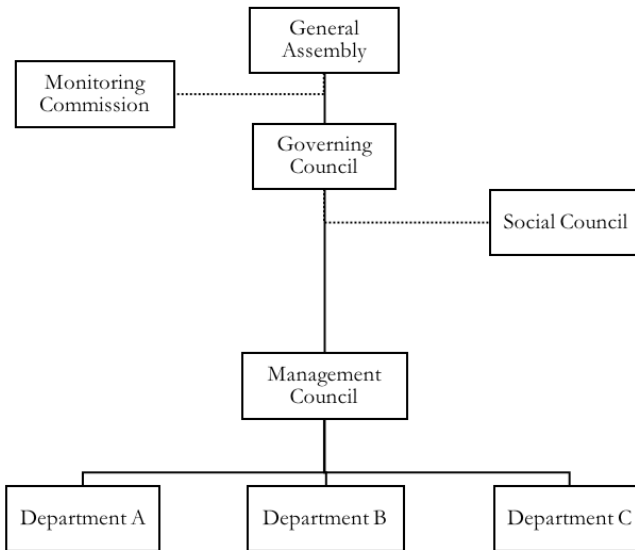 General
Assembly
Monitoring
Commission
Governing
Council
Social Council
Management
Council
Department A
Department B
Department C